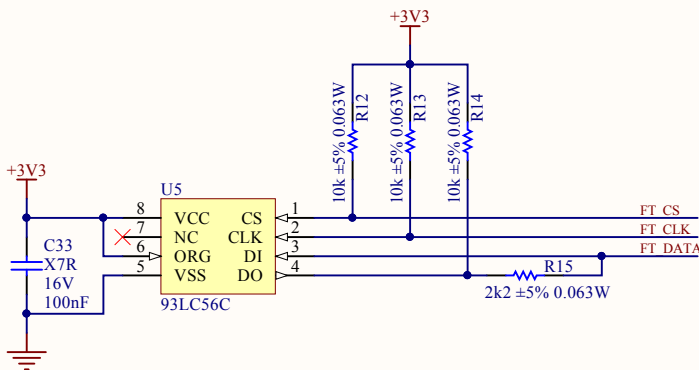 +3V3
10k ±5% 0.063W
R12
10k ±5% 0.063W
R13
10k ±5% 0.063W
R14
+3V3
U5
8 VCC CS 1
7 NC CLK 2
6 ORG DI 3
5 VSS DO 4
93LC56C
C33
X7R
16V
100nF
FT_CS
FT_CLK
FT_DATA
R15
2k2 ±5% 0.063W